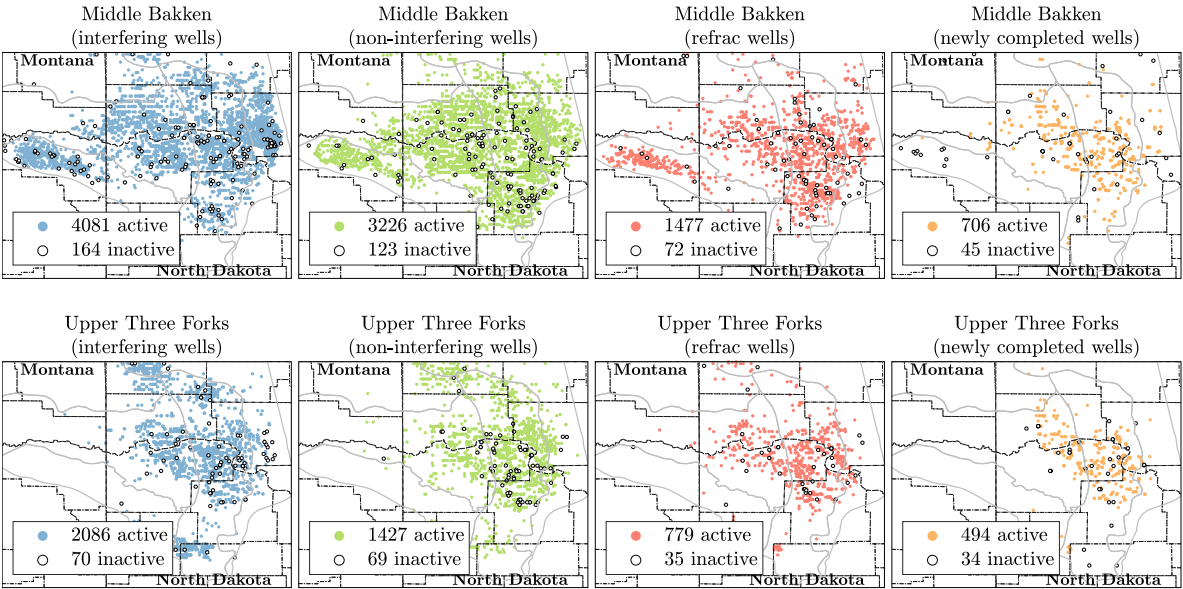 Middle Bakken
(interfering wells)
Montana
4081 active
164 inactive
North Dakota
Middle Bakken
(non-interfering wells)
Montana
3226 active
123 inactive
North Dakota
Middle Bakken
(refrac wells)
Montana
1477 active
72 inactive
North Dakota
Middle Bakken
(newly completed wells)
Montana
706 active
45 inactive
North Dakota
Upper Three Forks
(interfering wells)
Montana
2086 active
70 inactive
North Dakota
Upper Three Forks
(non-interfering wells)
Montana
1427 active
69 inactive
North Dakota
Upper Three Forks
(refrac wells)
Montana
779 active
35 inactive
North Dakota
Upper Three Forks
(newly completed wells)
Montana
494 active
34 inactive
North Dakota